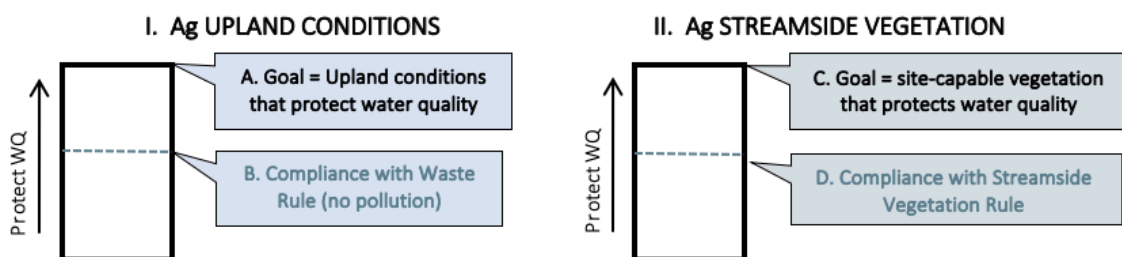 I. Ag UPLAND CONDITIONS
Protect WQ
A. Goal = Upland conditions
that protect water quality
B. Compliance with Waste
Rule (no pollution)
II. Ag STREAMSIDE VEGETATION
Protect WQ
C. Goal = site-capable vegetation
that protects water quality
D. Compliance with Streamside
Vegetation Rule